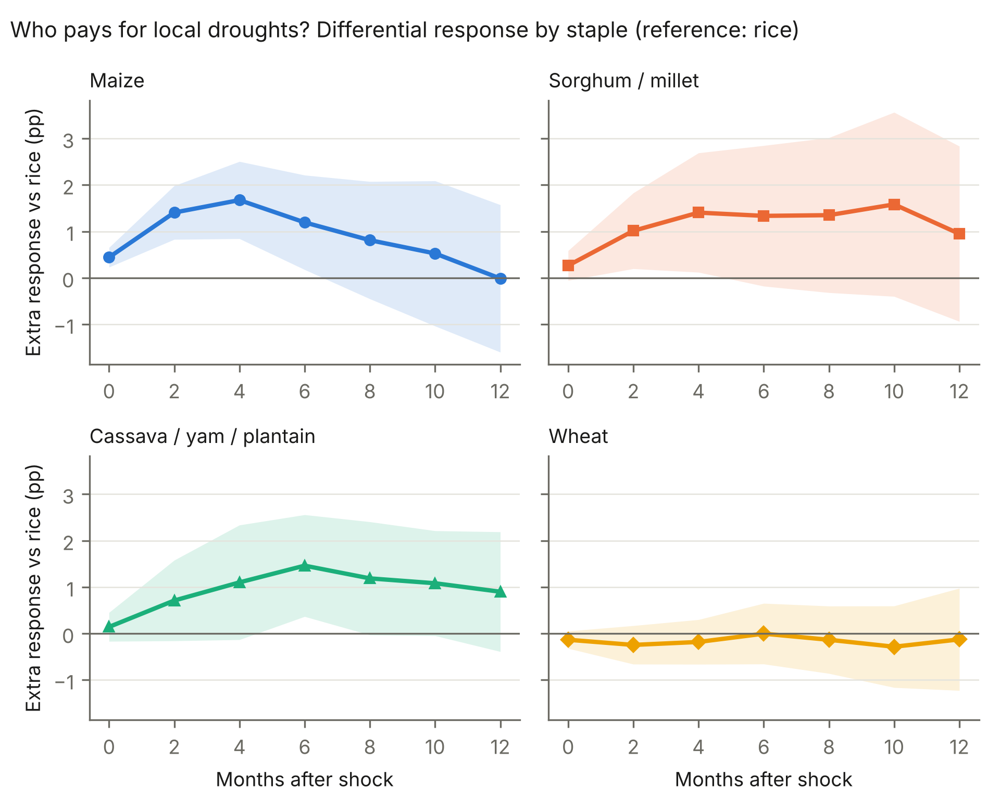 Who pays for local droughts? Differential response by staple (reference: rice)
Maize
Extra response vs rice (pp)
3
2
1
0
−1
0 2 4 6 8 10 12
Sorghum / millet
0 2 4 6 8 10 12
Cassava / yam / plantain
Extra response vs rice (pp)
3
2
1
0
−1
0 2 4 6 8 10 12
Months after shock
Wheat
0 2 4 6 8 10 12
Months after shock